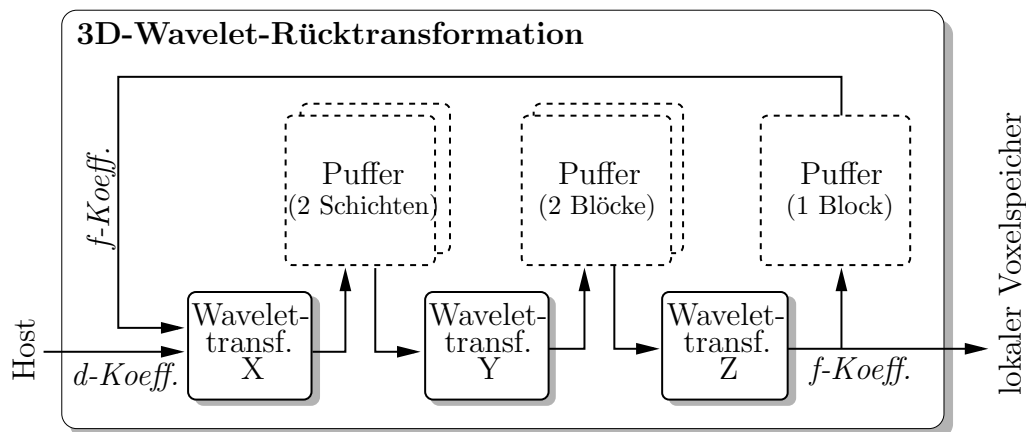 3D-Wavelet-Rücktransformation
f-Koeff.
Puffer
(2 Schichten)
Puffer
(2 Blöcke)
Puffer
(1 Block)
Host
d-Koeff.
Wavelet-
transf.
X
Wavelet-
transf.
Y
Wavelet-
transf.
Z
f-Koeff.
lokaler Voxelspeicher